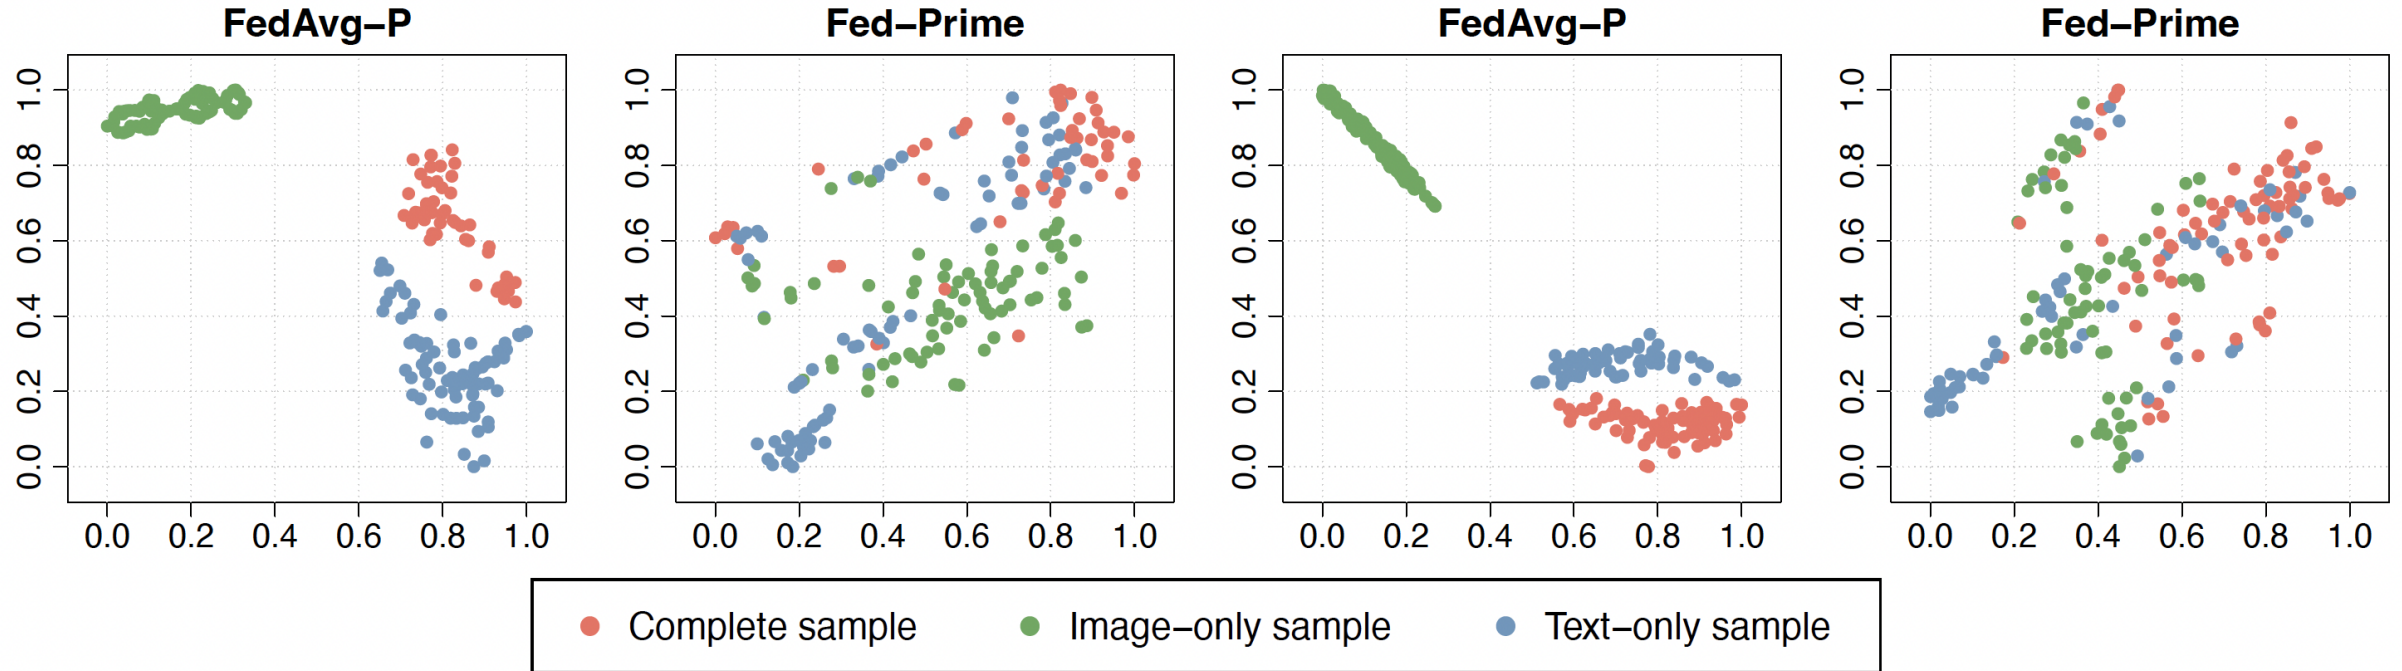 FedAvg–P Fed–Prime FedAvg–P Fed–Prime
1.0 1.0 1.0 1.0
0.8 0.8 0.8 0.8
0.6 0.6 0.6 0.6
0.4 0.4 0.4 0.4
0.2 0.2 0.2 0.2
0.0 0.0 0.0 0.0
0.0 0.2 0.4 0.6 0.8 1.0 0.0 0.2 0.4 0.6 0.8 1.0 0.0 0.2 0.4 0.6 0.8 1.0 0.0 0.2 0.4 0.6 0.8 1.0
Complete sample Image–only sample Text–only sample